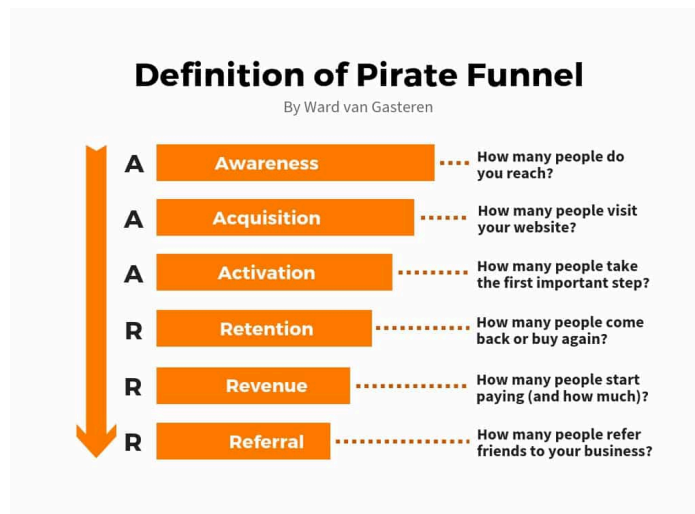 Definition of Pirate Funnel
By Ward van Gasteren
A
Awareness
How many people do
you reach?
A
Acquisition
How many people visit
your website?
A
Activation
How many people take
the first important step?
R
Retention
How many people come
back or buy again?
R
Revenue
How many people start
paying (and how much)?
R
Referral
How many people refer
friends to your business?